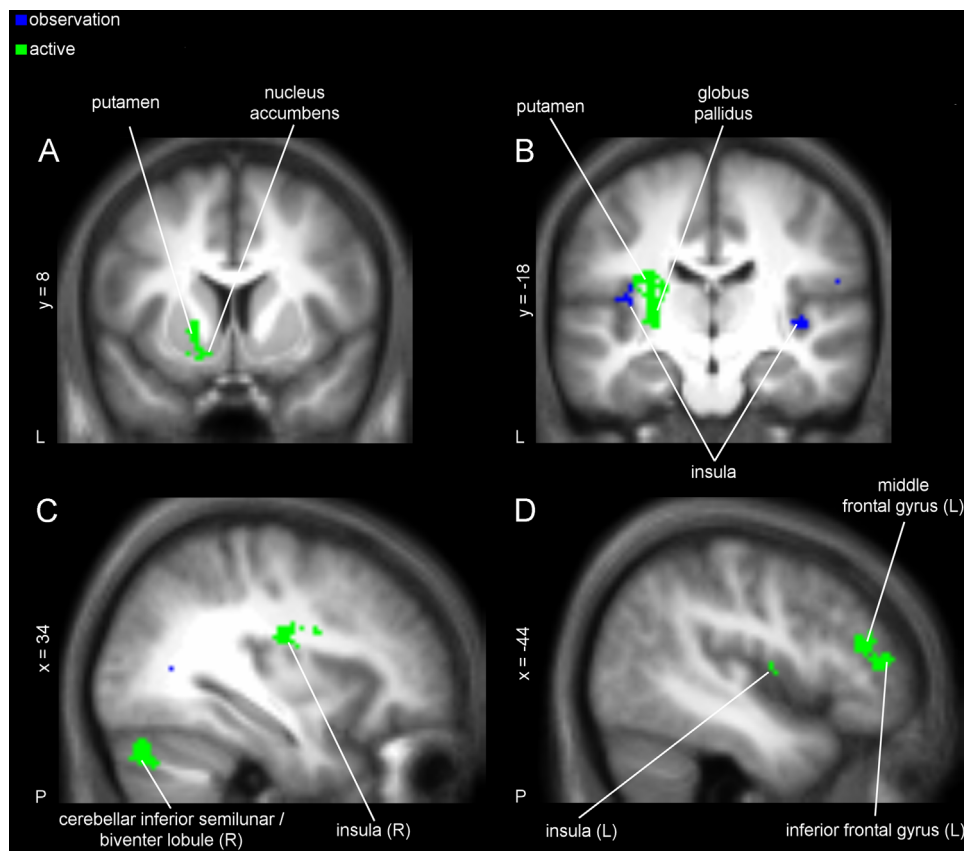 observation
active
putamen
nucleus
accumbens
A
y = 8
L
putamen
globus
pallidus
B
y = -18
L
insula
C
x = 34
P
cerebellar inferior semilunar /
biventer lobule (R)
insula (R)
middle
frontal gyrus (L)
D
x = -44
P
insula (L)
inferior frontal gyrus (L)